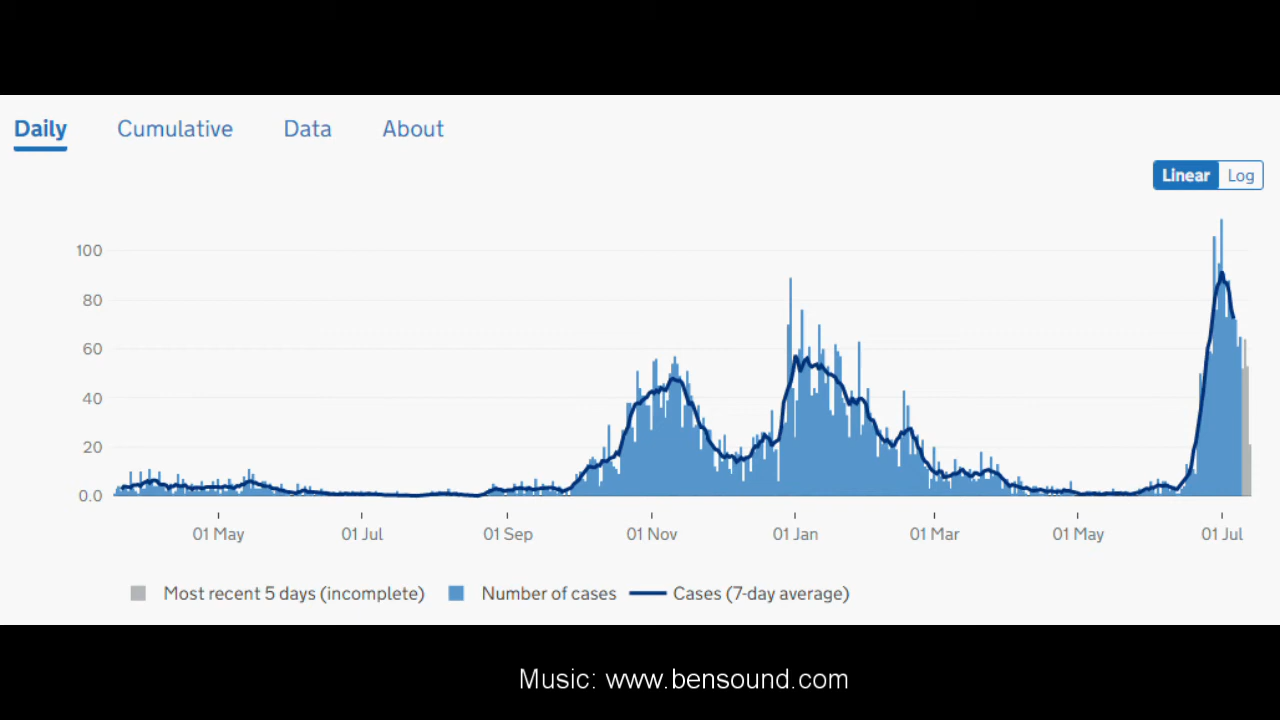 Daily Cumulative Data About
Linear Log
100
80
60
40
20
0.0
01 May 01 Jul 01 Sep 01 Nov 01 Jan 01 Mar 01 May 01 Jul
Most recent 5 days (incomplete) Number of cases Cases (7-day average)
Music: www.bensound.com